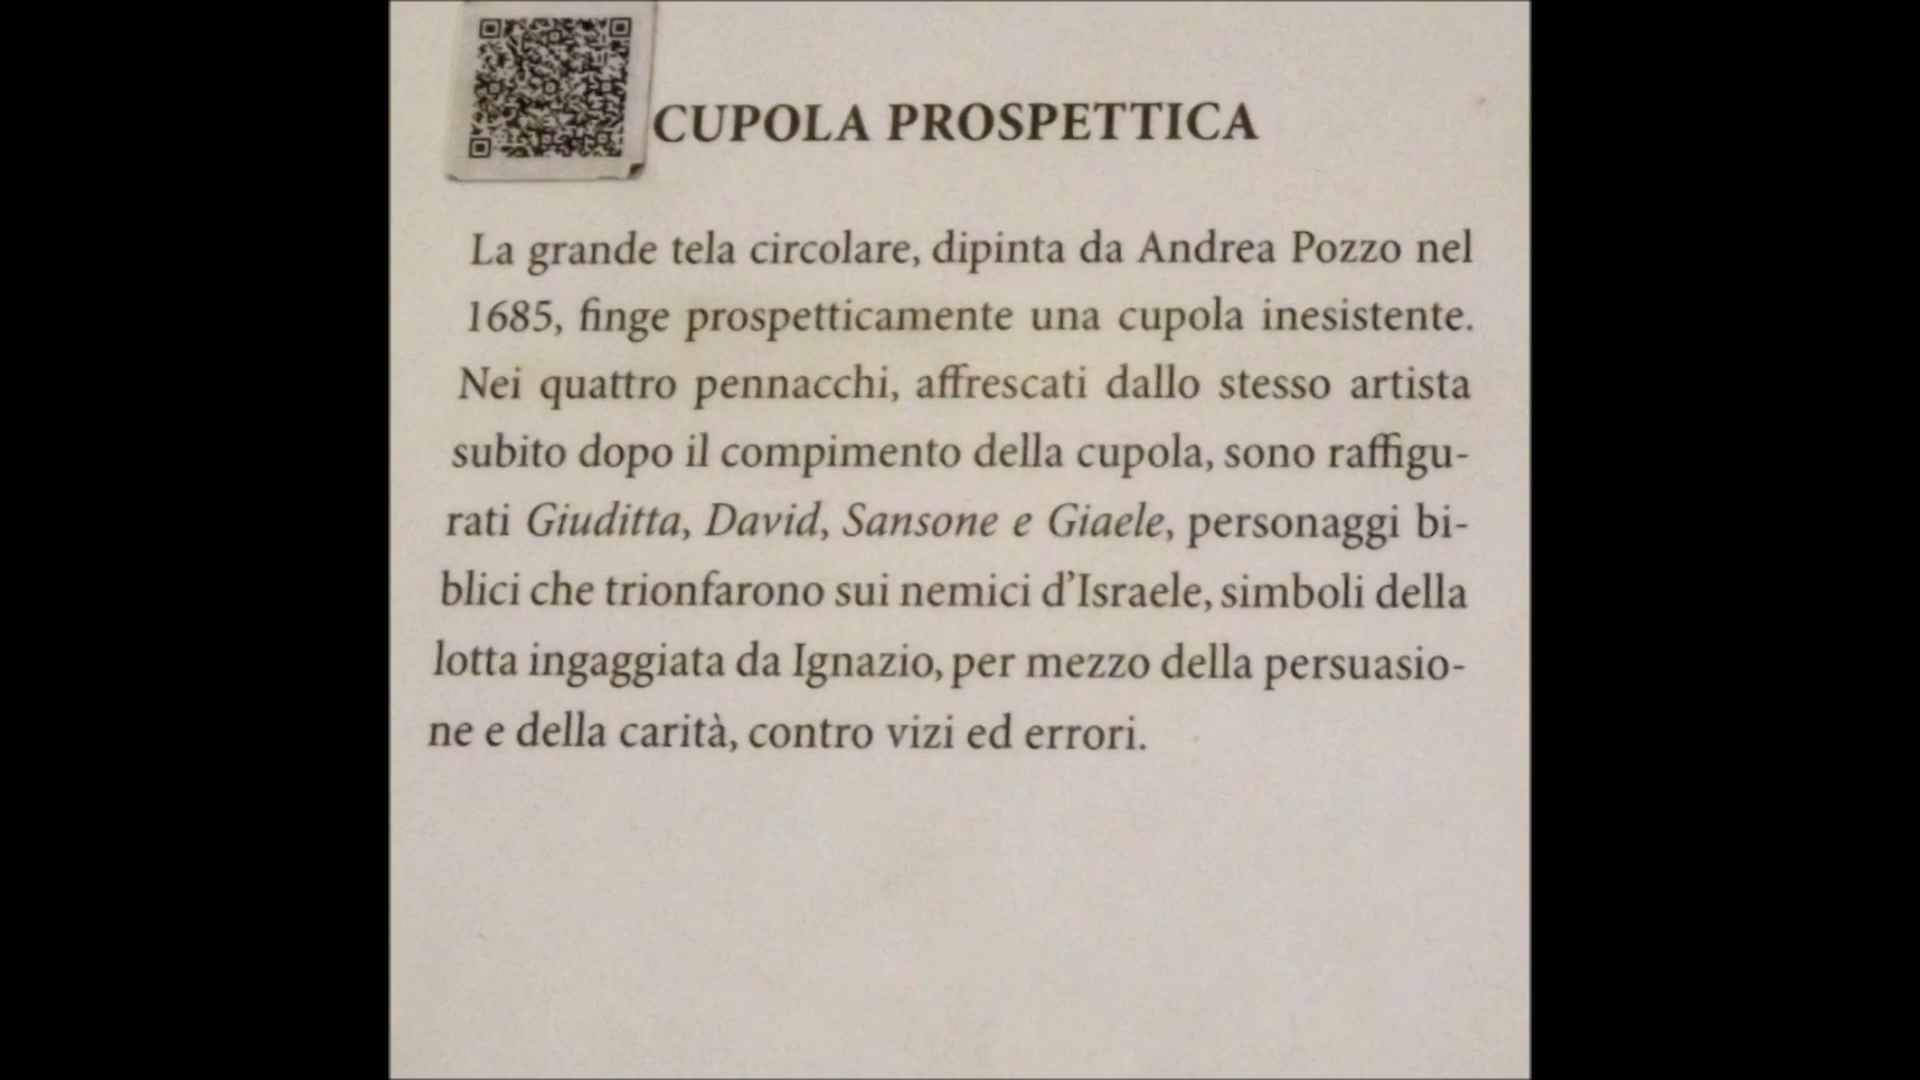 CUPOLA PROSPETTICA
La grande tela circolare, dipinta da Andrea Pozzo nel
1685, finge prospetticamente una cupola inesistente.
Nei quattro pennacchi, affrescati dallo stesso artista
subito dopo il compimento della cupola, sono raffigu-
rati Giuditta, David, Sansone e Giaele, personaggi bi-
blici che trionfarono sui nemici d’Israele, simboli della
lotta ingaggiata da Ignazio, per mezzo della persuasio-
ne e della carità, contro vizi ed errori.